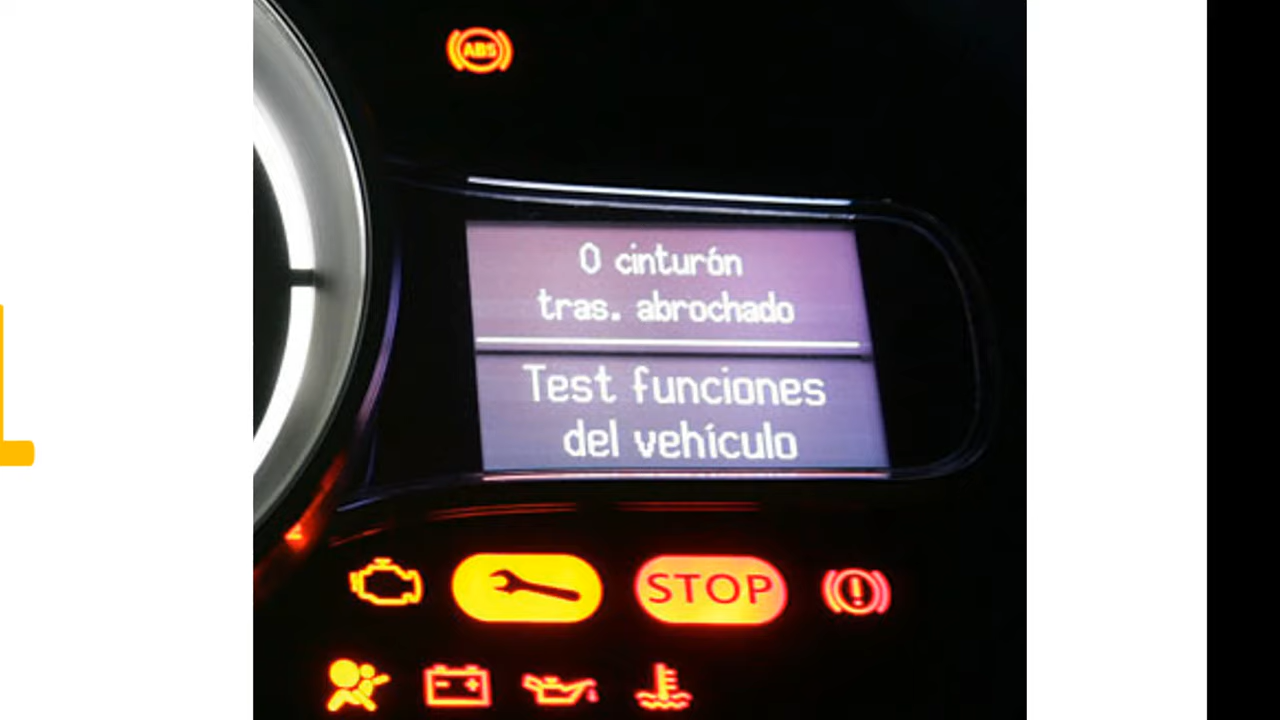 ABS
0 cinturón
tras. abrochado
Test funciones
del vehículo
STOP